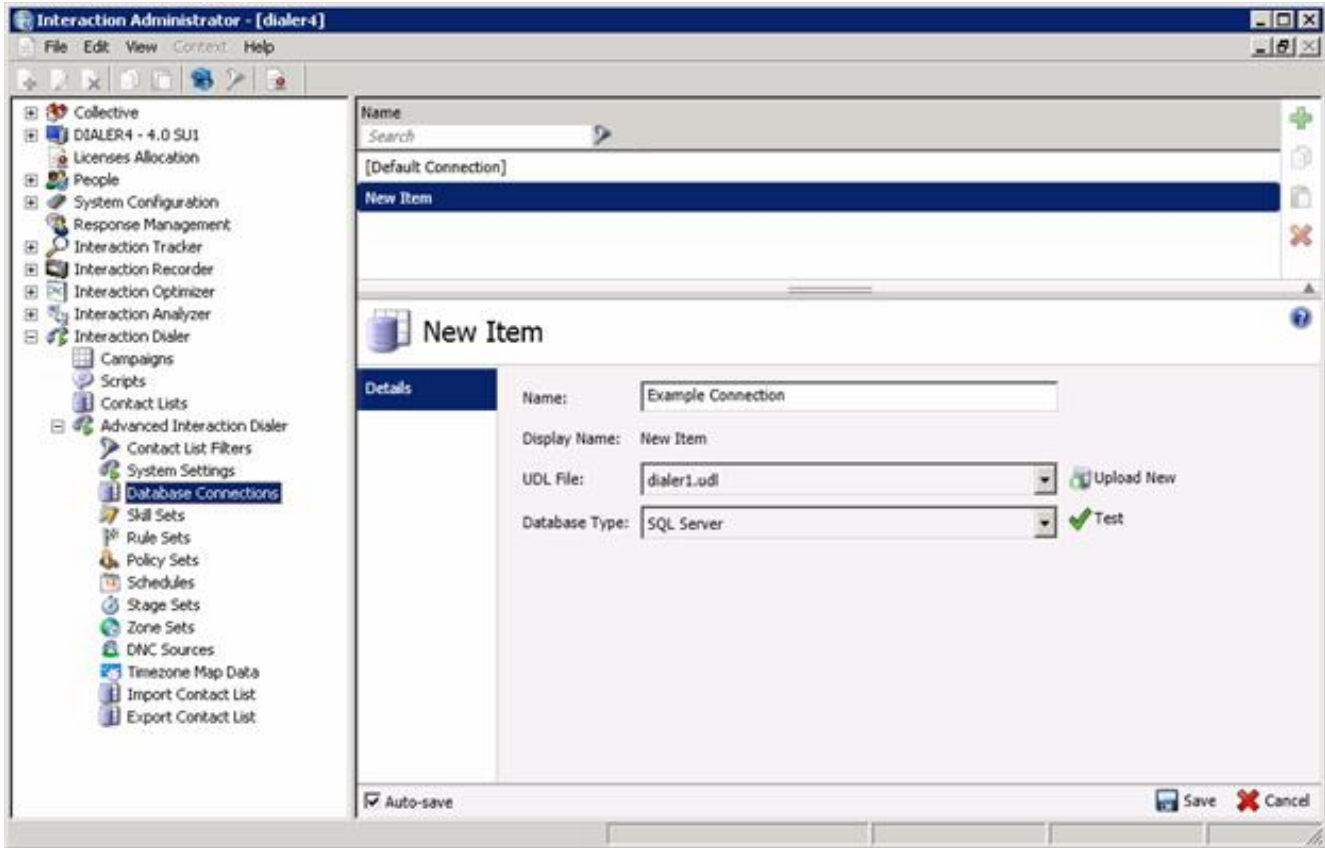 Interaction Administrator - [dialer4]
File Edit View Context Help
Collective
DIALER4 - 4.0 SU1
Licenses Allocation
People
System Configuration
Response Management
Interaction Tracker
Interaction Recorder
Interaction Optimizer
Interaction Analyzer
Interaction Dialer
Campaigns
Scripts
Contact Lists
Advanced Interaction Dialer
Contact List Filters
System Settings
Database Connections
Skill Sets
Rule Sets
Policy Sets
Schedules
Stage Sets
Zone Sets
DNC Sources
Timezone Map Data
Import Contact List
Export Contact List
Name
Search
[Default Connection]
New Item
New Item
Details
Name: Example Connection
Display Name: New Item
UDL File: dialer1.udl Upload New
Database Type: SQL Server Test
Auto-save Save Cancel